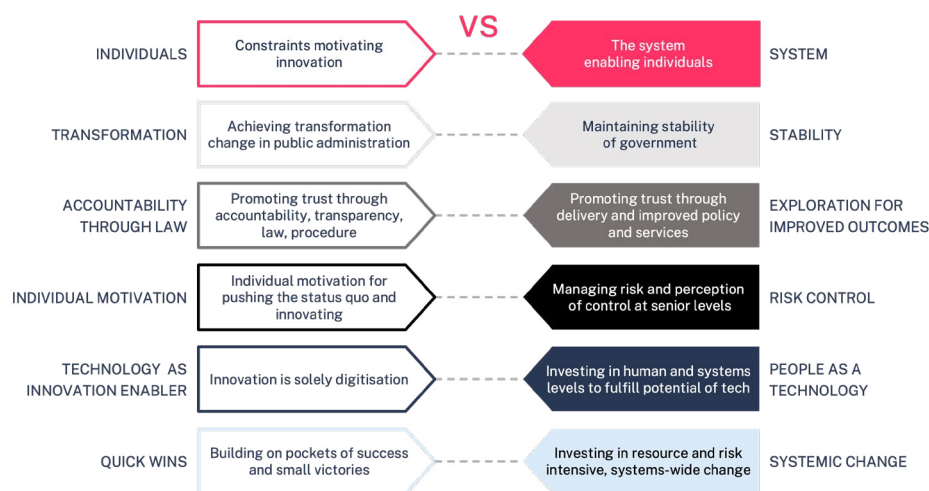 VS
INDIVIDUALS
Constraints motivating
innovation
The system
enabling individuals
SYSTEM
TRANSFORMATION
Achieving transformation
change in public administration
Maintaining stability
of government
STABILITY
ACCOUNTABILITY
THROUGH LAW
Promoting trust through
accountability, transparency,
law, procedure
Promoting trust through
delivery and improved policy
and services
EXPLORATION FOR
IMPROVED OUTCOMES
INDIVIDUAL MOTIVATION
Individual motivation for
pushing the status quo and
innovating
Managing risk and perception
of control at senior levels
RISK CONTROL
TECHNOLOGY AS
INNOVATION ENABLER
Innovation is solely digitisation
Investing in human and systems
levels to fulfill potential of tech
PEOPLE AS A
TECHNOLOGY
QUICK WINS
Building on pockets of success
and small victories
Investing in resource and risk
intensive, systems-wide change
SYSTEMIC CHANGE